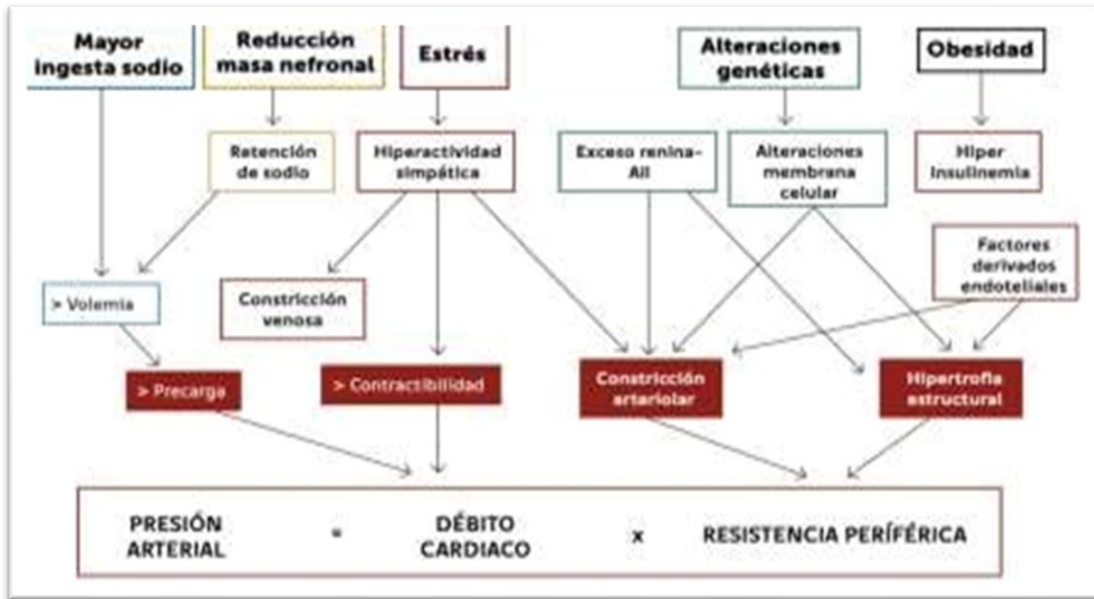 Mayor
ingesta sodio
Reducción
masa nefronal
Estrés
Alteraciones
genéticas
Obesidad
Retención
de sodio
Hiperactividad
simpática
Exceso renina-
AII
Alteraciones
membrana
celular
Hiper
Insulinemia
Factores
derivados
endoteliales
> Volemia
Constricción
venosa
> Precarga
> Contractibilidad
Constricción
artariolar
Hipertrofia
estructural
PRESIÓN
ARTERIAL
=
DÉBITO
CARDIACO
x
RESISTENCIA PERÍFÉRICA